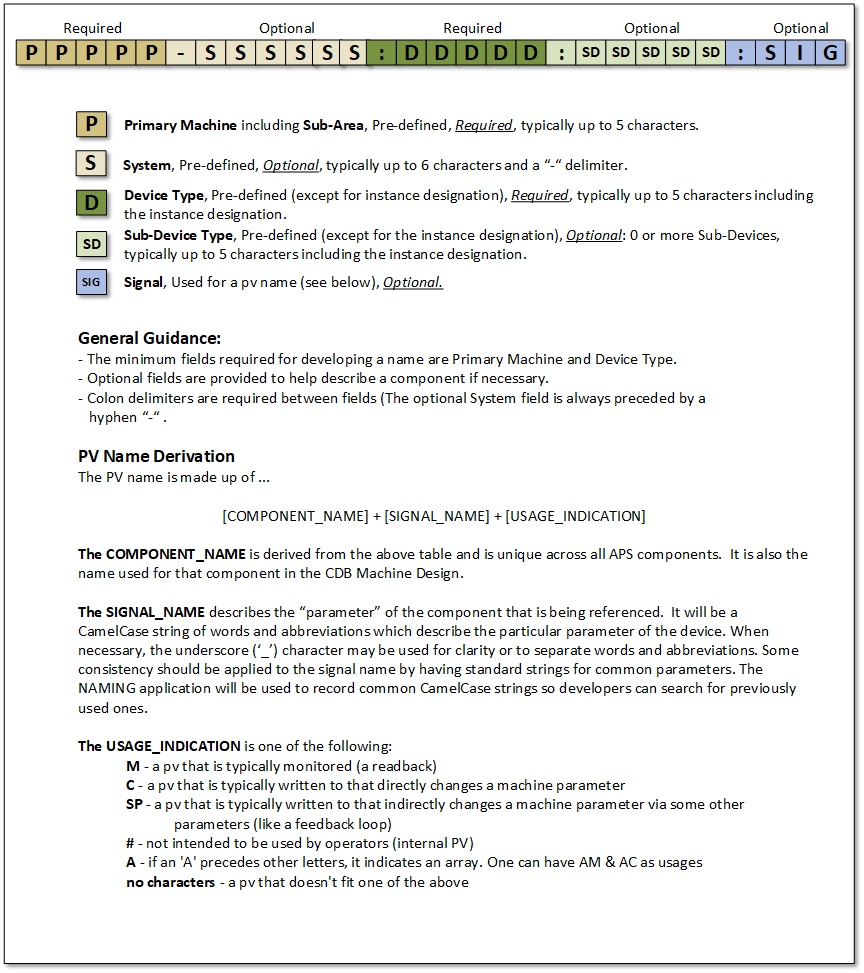 Required Optional Required Optional Optional
P P P P P - S S S S S S : D D D D D : SD SD SD SD SD : S I G
P Primary Machine including Sub-Area, Pre-defined, Required, typically up to 5 characters.
S System, Pre-defined, Optional, typically up to 6 characters and a “-“ delimiter.
D Device Type, Pre-defined (except for instance designation), Required, typically up to 5 characters including
the instance designation.
SD Sub-Device Type, Pre-defined (except for the instance designation), Optional: 0 or more Sub-Devices,
typically up to 5 characters including the instance designation.
SIG Signal, Used for a pv name (see below), Optional.
General Guidance:
- The minimum fields required for developing a name are Primary Machine and Device Type.
- Optional fields are provided to help describe a component if necessary.
- Colon delimiters are required between fields (The optional System field is always preceded by a
hyphen “-“ .
PV Name Derivation
The PV name is made up of ...
[COMPONENT_NAME] + [SIGNAL_NAME] + [USAGE_INDICATION]
The COMPONENT_NAME is derived from the above table and is unique across all APS components. It is also the
name used for that component in the CDB Machine Design.
The SIGNAL_NAME describes the “parameter” of the component that is being referenced. It will be a
CamelCase string of words and abbreviations which describe the particular parameter of the device. When
necessary, the underscore (‘_’) character may be used for clarity or to separate words and abbreviations. Some
consistency should be applied to the signal name by having standard strings for common parameters. The
NAMING application will be used to record common CamelCase strings so developers can search for previously
used ones.
The USAGE_INDICATION is one of the following:
M - a pv that is typically monitored (a readback)
C - a pv that is typically written to that directly changes a machine parameter
SP - a pv that is typically written to that indirectly changes a machine parameter via some other
parameters (like a feedback loop)
# - not intended to be used by operators (internal PV)
A - if an 'A' precedes other letters, it indicates an array. One can have AM & AC as usages
no characters - a pv that doesn't fit one of the above